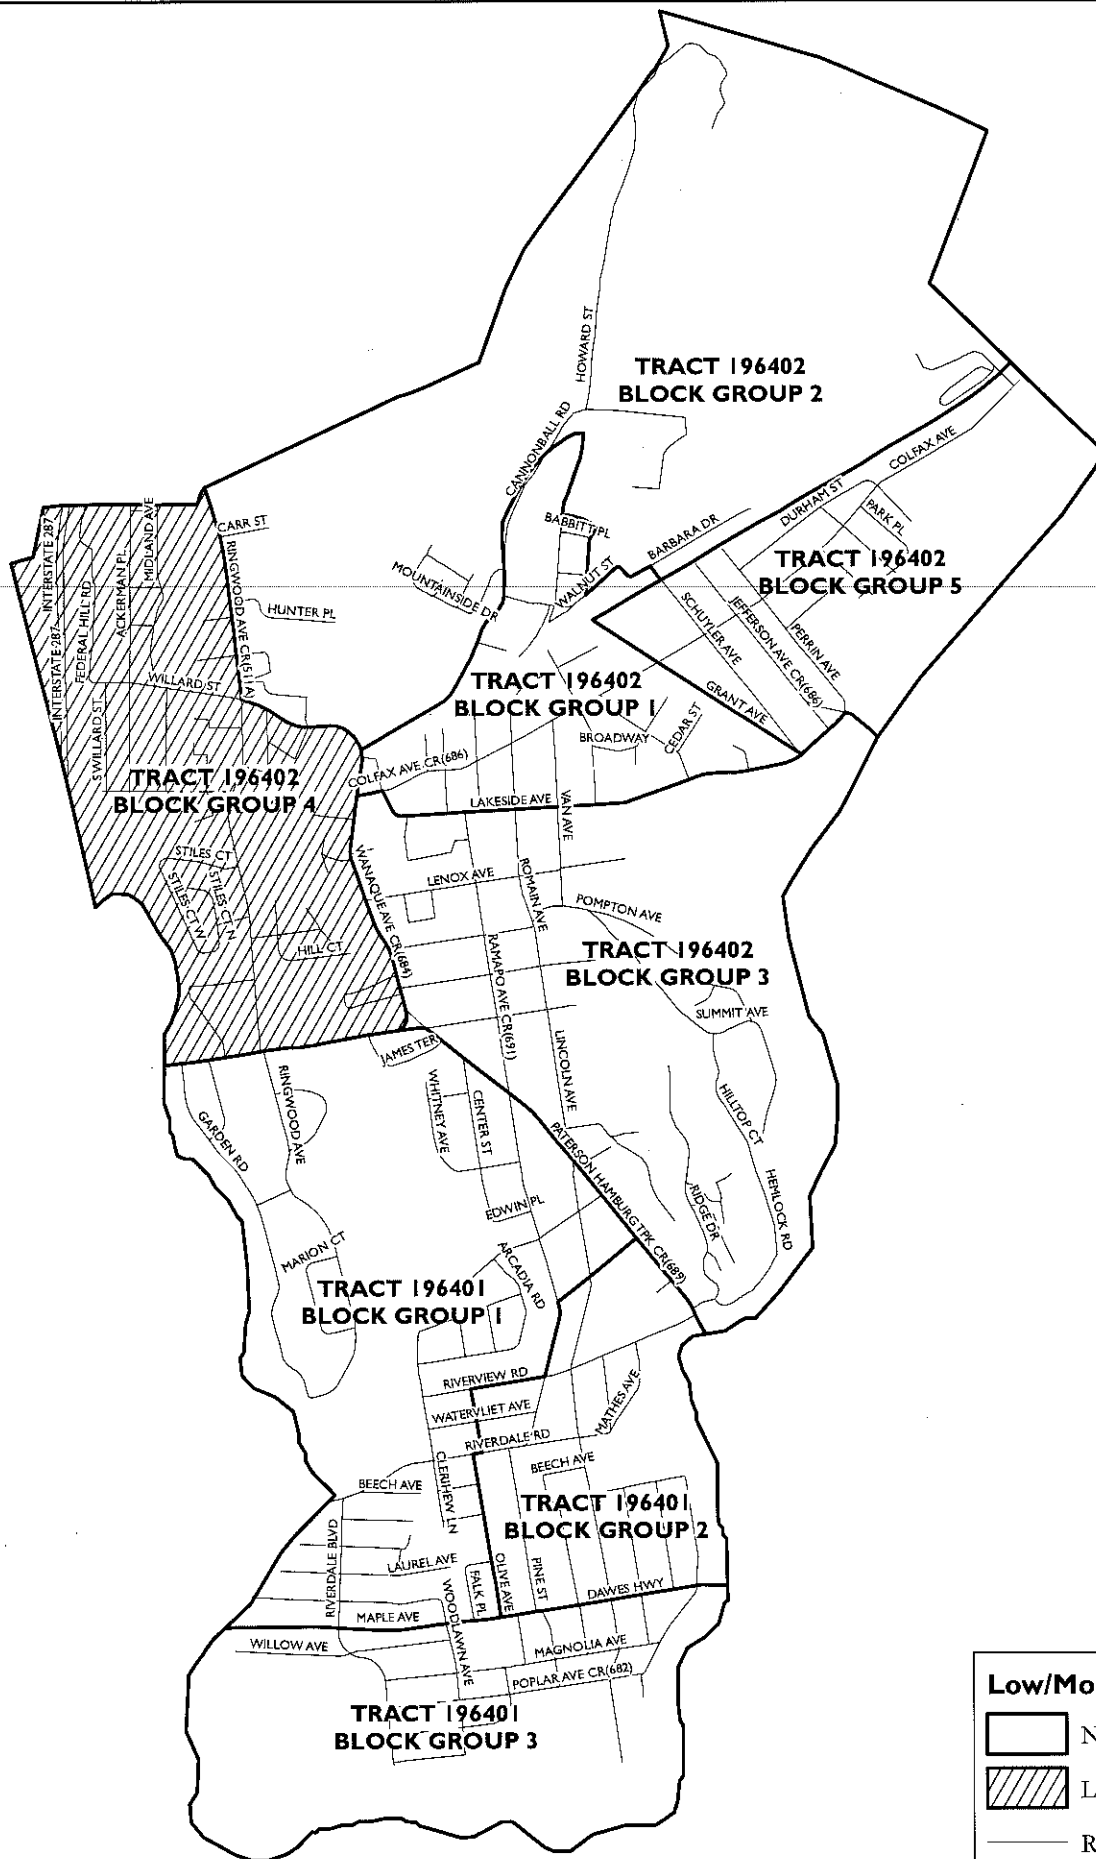 HOWARD ST
TRACT 196402
BLOCK GROUP 2
CANNONBALL RD
COLFAX AVE
DURHAM ST
PARK PL
BABBITT PL
BARBARA DR
TRACT 196402
BLOCK GROUP 5
WALNUT ST
MOUNTAINSIDE DR
SCHUYLER AVE
JEFFERSON AVE CR(686)
PERRIN AVE
GRANT AVE
INTERSTATE 287
INTERSTATE 287
FEDERAL HILL RD
ACKERMAN PL
MIDLAND AVE
CARR ST
RINGWOOD AVE CR(511A)
HUNTER PL
WILLARD ST
S WILLARD ST
TRACT 196402
BLOCK GROUP 1
BROADWAY
CEDAR ST
COLFAX AVE CR(686)
LAKESIDE AVE
VAN AVE
TRACT 196402
BLOCK GROUP 4
STILES CT
STILES CT W
STILES CT N
HILL CT
WANAQUE AVE CR(684)
LENOX AVE
ROMAIN AVE
POMPTON AVE
TRACT 196402
BLOCK GROUP 3
RAMAPO AVE CR(691)
SUMMIT AVE
LINCOLN AVE
JAMES TER
HILLTOP CT
HEMLOCK RD
RIDGE DR
WHITNEY AVE
CENTER ST
RINGWOOD AVE
GARDEN RD
PATERSON HAMBURG TPK CR(689)
EDWIN PL
MARION CT
ARCADIA RD
TRACT 196401
BLOCK GROUP 1
RIVERVIEW RD
WATERVLIET AVE
MATHES AVE
RIVERDALE RD
BEECH AVE
BEECH AVE
CLERIHEW LN
TRACT 196401
BLOCK GROUP 2
RIVERDALE BLVD
LAUREL AVE
FALK PL
OLIVE AVE
PINE ST
DAWES HWY
MAPLE AVE
WOODLAWN AVE
WILLOW AVE
MAGNOLIA AVE
POPLAR AVE CR(682)
TRACT 196401
BLOCK GROUP 3
Low/Mo
N
L
R